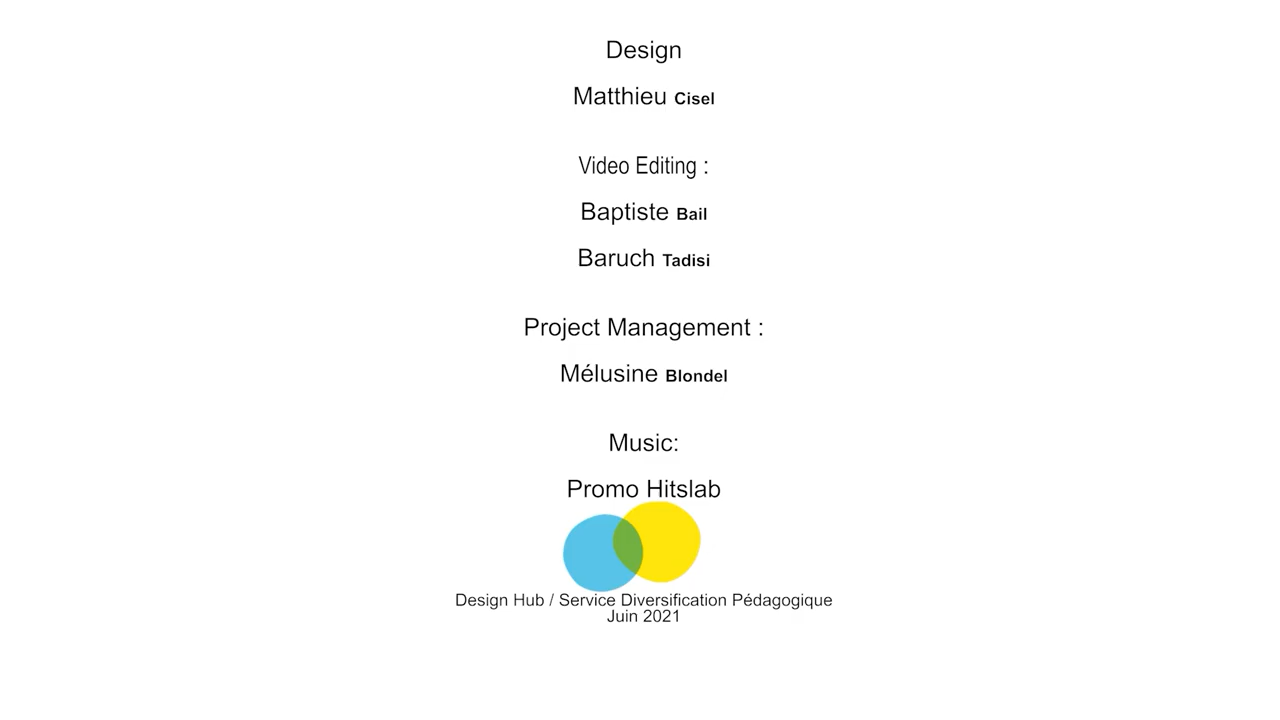 Design
Matthieu Cisel
Video Editing :
Baptiste Bail
Baruch Tadisi
Project Management :
Mélusine Blondel
Music:
Promo Hitslab
Design Hub / Service Diversification Pédagogique
Juin 2021